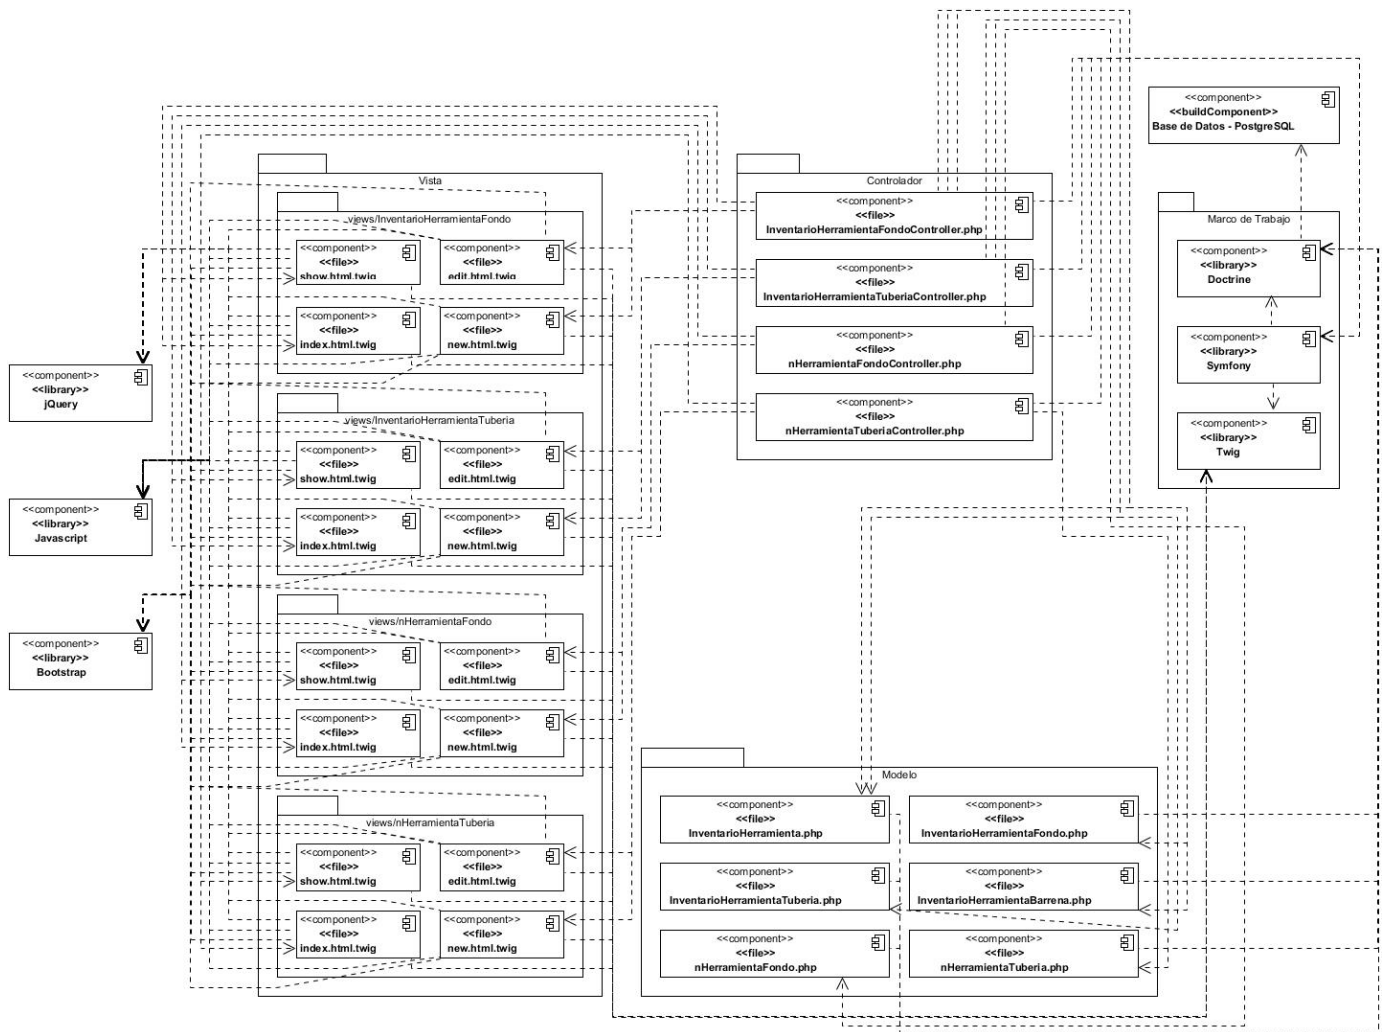 <<component>>
<<buildComponent>>
Base de Datos - PostgreSQL
Vista
Controlador
Marco de Trabajo
views/InventarioHerramientaFondo
<<component>>
<<file>>
show.html.twig
<<component>>
<<file>>
edit.html.twig
<<component>>
<<file>>
index.html.twig
<<component>>
<<file>>
new.html.twig
<<component>>
<<file>>
InventarioHerramientaFondoController.php
<<component>>
<<file>>
InventarioHerramientaTuberiaController.php
<<component>>
<<file>>
nHerramientaFondoController.php
<<component>>
<<file>>
nHerramientaTuberiaController.php
<<component>>
<<library>>
Doctrine
<<component>>
<<library>>
Symfony
<<component>>
<<library>>
Twig
<<component>>
<<library>>
jQuery
<<component>>
<<library>>
Javascript
<<component>>
<<library>>
Bootstrap
views/InventarioHerramientaTuberia
<<component>>
<<file>>
show.html.twig
<<component>>
<<file>>
edit.html.twig
<<component>>
<<file>>
index.html.twig
<<component>>
<<file>>
new.html.twig
views/nHerramientaFondo
<<component>>
<<file>>
show.html.twig
<<component>>
<<file>>
edit.html.twig
<<component>>
<<file>>
index.html.twig
<<component>>
<<file>>
new.html.twig
views/nHerramientaTuberia
<<component>>
<<file>>
show.html.twig
<<component>>
<<file>>
edit.html.twig
<<component>>
<<file>>
index.html.twig
<<component>>
<<file>>
new.html.twig
Modelo
<<component>>
<<file>>
InventarioHerramienta.php
<<component>>
<<file>>
InventarioHerramientaFondo.php
<<component>>
<<file>>
InventarioHerramientaTuberia.php
<<component>>
<<file>>
InventarioHerramientaBarrena.php
<<component>>
<<file>>
nHerramientaFondo.php
<<component>>
<<file>>
nHerramientaTuberia.php